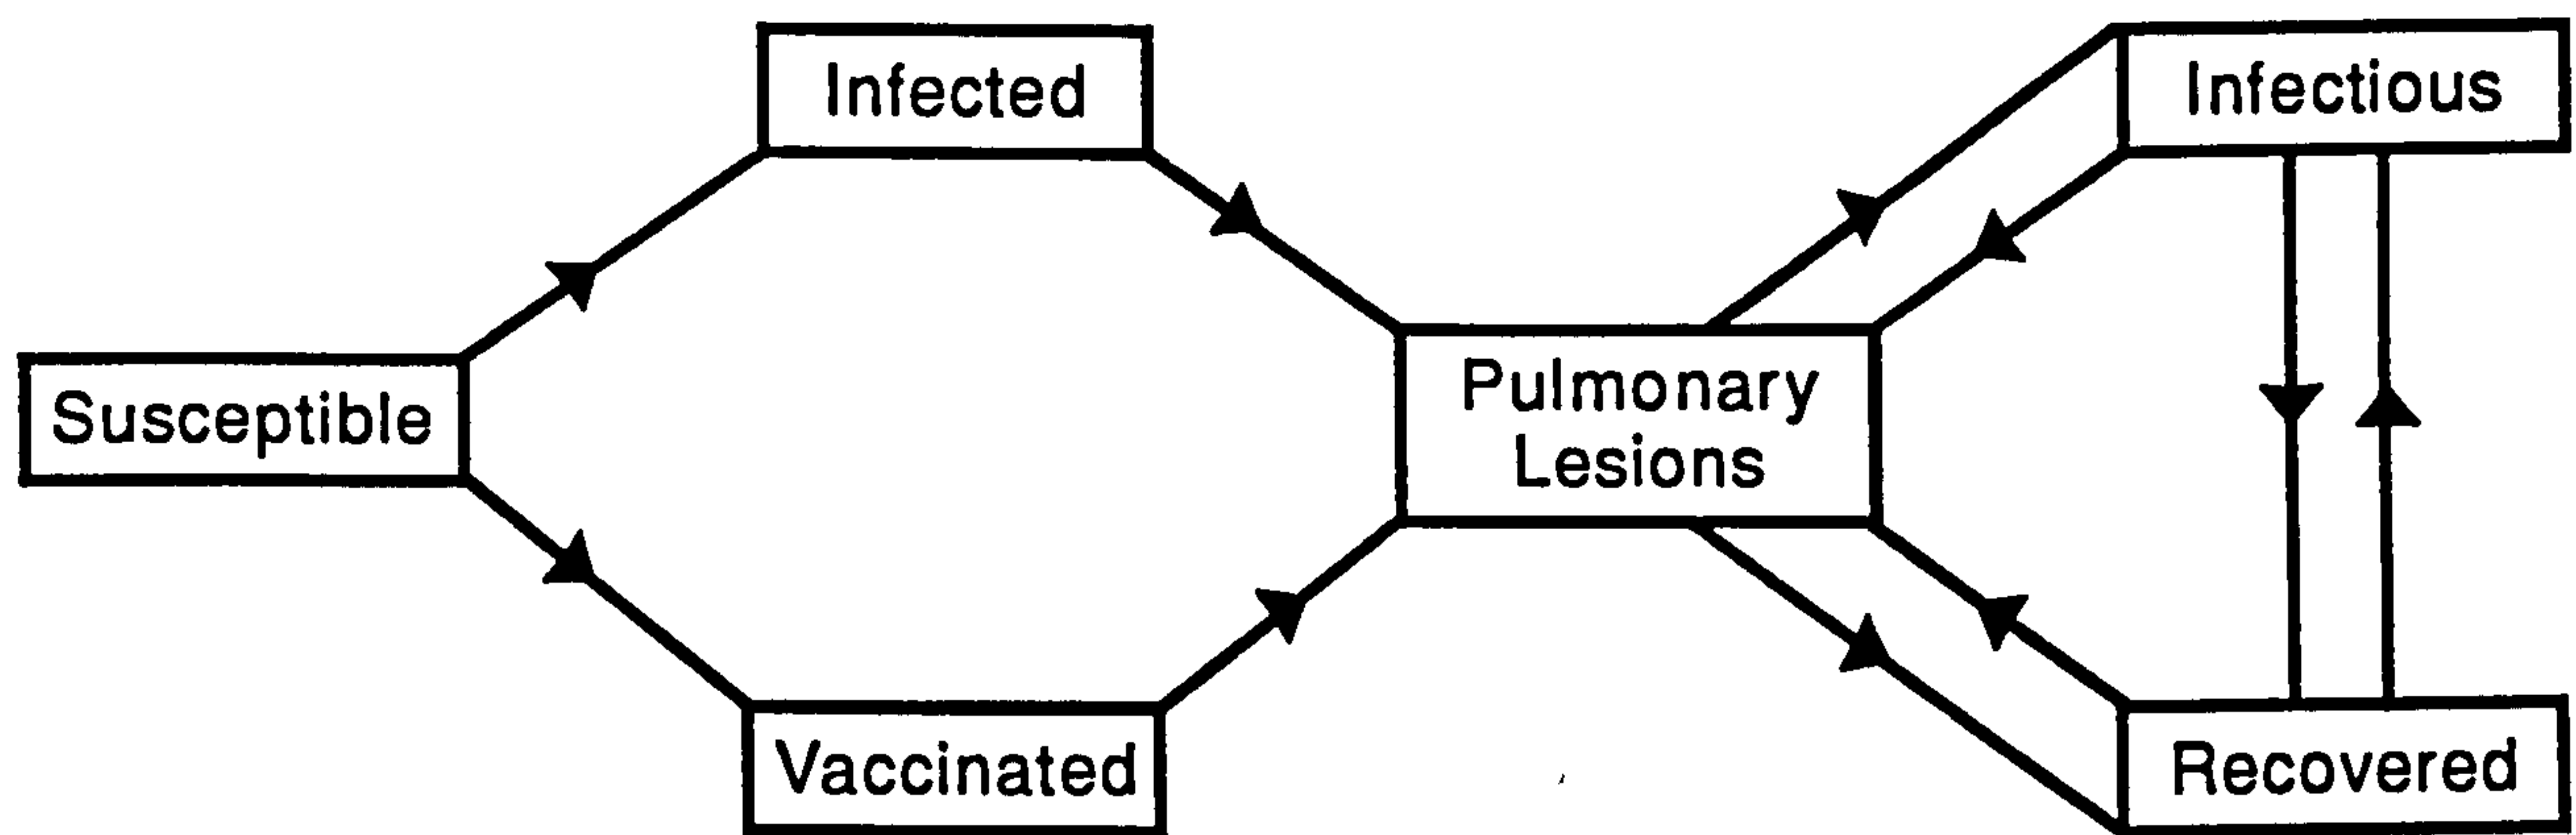 Infected
Infectious
Susceptible
Pulmonary
Lesions
Vaccinated
Recovered